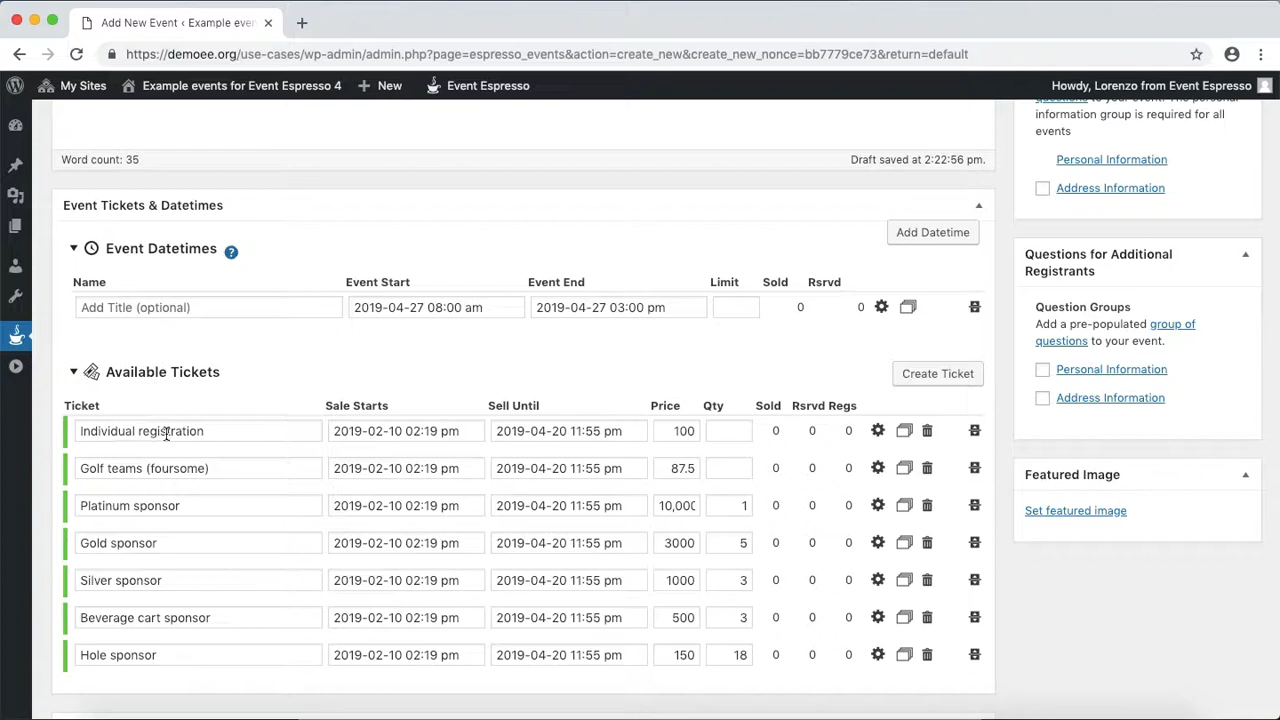 Add New Event ‹ Example even
https://demoee.org/use-cases/wp-admin/admin.php?page=espresso_events&action=create_new&create_new_nonce=bb7779ce73&return=default
My Sites Example events for Event Espresso 4 New Event Espresso Howdy, Lorenzo from Event Espresso
questions to your event. The personal
information group is required for all
events
Personal Information
Address Information
Word count: 35 Draft saved at 2:22:56 pm.
Event Tickets & Datetimes
Add Datetime
Event Datetimes ?
Name Event Start Event End Limit Sold Rsrvd
Add Title (optional) 2019-04-27 08:00 am 2019-04-27 03:00 pm 0 0
Available Tickets Create Ticket
Ticket Sale Starts Sell Until Price Qty Sold Rsrvd Regs
Individual registration 2019-02-10 02:19 pm 2019-04-20 11:55 pm 100 0 0 0
Golf teams (foursome) 2019-02-10 02:19 pm 2019-04-20 11:55 pm 87.5 0 0 0
Platinum sponsor 2019-02-10 02:19 pm 2019-04-20 11:55 pm 10,000 1 0 0 0
Gold sponsor 2019-02-10 02:19 pm 2019-04-20 11:55 pm 3000 5 0 0 0
Silver sponsor 2019-02-10 02:19 pm 2019-04-20 11:55 pm 1000 3 0 0 0
Beverage cart sponsor 2019-02-10 02:19 pm 2019-04-20 11:55 pm 500 3 0 0 0
Hole sponsor 2019-02-10 02:19 pm 2019-04-20 11:55 pm 150 18 0 0 0
Questions for Additional
Registrants
Question Groups
Add a pre-populated group of
questions to your event.
Personal Information
Address Information
Featured Image
Set featured image